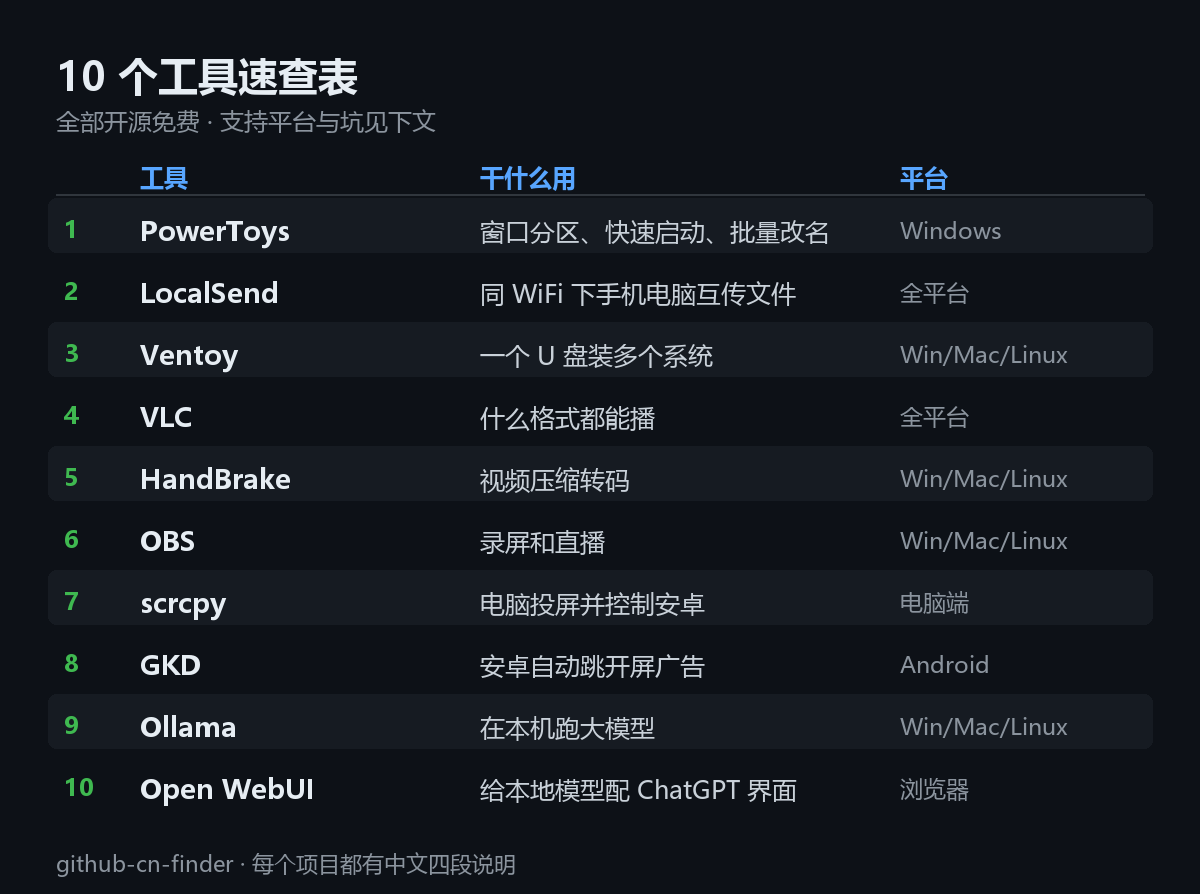 10 个工具速查表
全部开源免费 · 支持平台与坑见下文
工具 干什么用 平台
1 PowerToys 窗口分区、快速启动、批量改名 Windows
2 LocalSend 同 WiFi 下手机电脑互传文件 全平台
3 Ventoy 一个 U 盘装多个系统 Win/Mac/Linux
4 VLC 什么格式都能播 全平台
5 HandBrake 视频压缩转码 Win/Mac/Linux
6 OBS 录屏和直播 Win/Mac/Linux
7 scrcpy 电脑投屏并控制安卓 电脑端
8 GKD 安卓自动跳开屏广告 Android
9 Ollama 在本机跑大模型 Win/Mac/Linux
10 Open WebUI 给本地模型配 ChatGPT 界面 浏览器
github-cn-finder · 每个项目都有中文四段说明